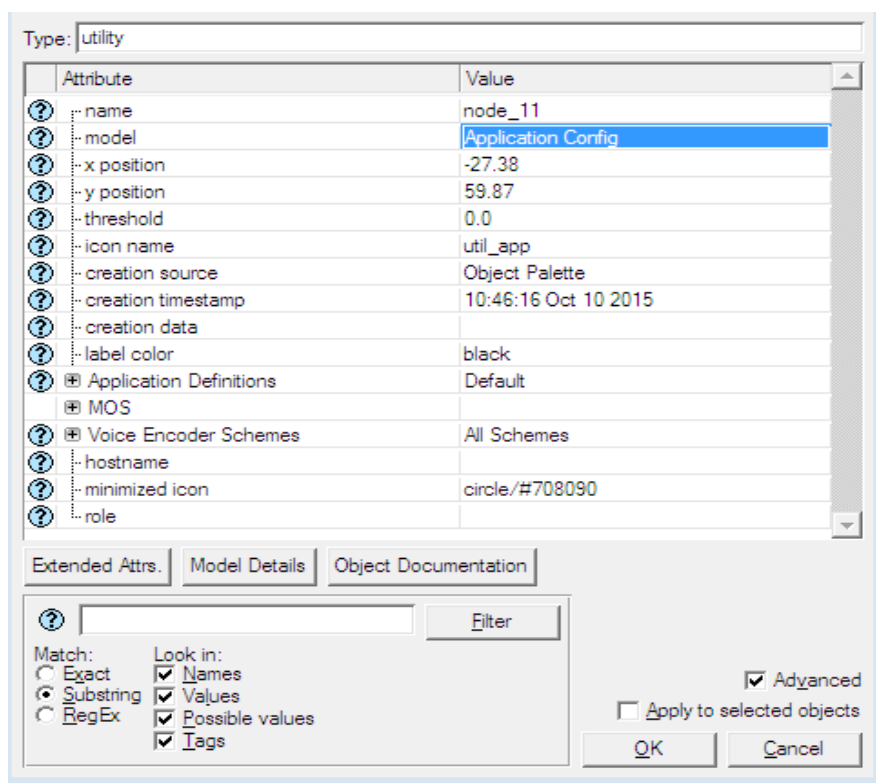 Type: utility
Attribute Value
? name node_11
? model Application Config
? x position -27.38
? y position 59.87
? threshold 0.0
? icon name util_app
? creation source Object Palette
? creation timestamp 10:46:16 Oct 10 2015
? creation data
? label color black
? Application Definitions Default
MOS
? Voice Encoder Schemes All Schemes
? hostname
? minimized icon circle/#708090
? role
Extended Attrs. Model Details Object Documentation
? Filter
Match: Look in:
Exact Names
Substring Values
RegEx Possible values
Tags
Advanced
Apply to selected objects
OK Cancel